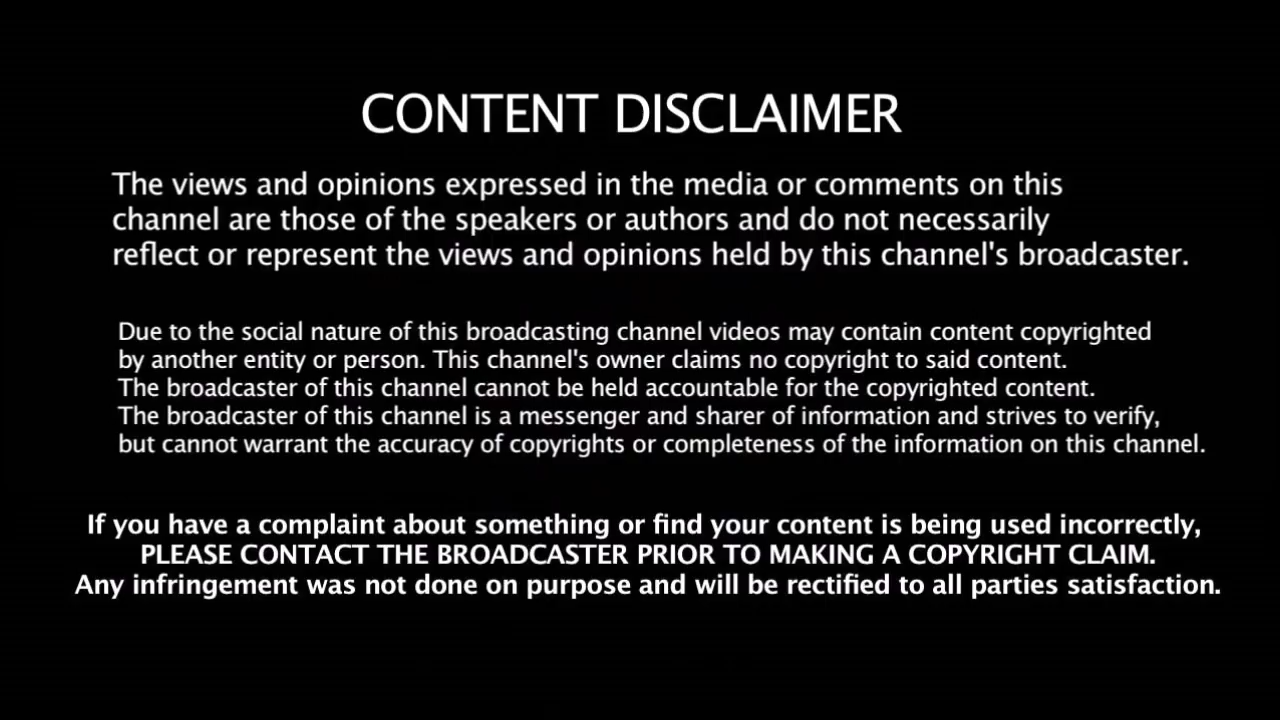 CONTENT DISCLAIMER
The views and opinions expressed in the media or comments on this
channel are those of the speakers or authors and do not necessarily
reflect or represent the views and opinions held by this channel's broadcaster.
Due to the social nature of this broadcasting channel videos may contain content copyrighted
by another entity or person. This channel's owner claims no copyright to said content.
The broadcaster of this channel cannot be held accountable for the copyrighted content.
The broadcaster of this channel is a messenger and sharer of information and strives to verify,
but cannot warrant the accuracy of copyrights or completeness of the information on this channel.
If you have a complaint about something or find your content is being used incorrectly,
PLEASE CONTACT THE BROADCASTER PRIOR TO MAKING A COPYRIGHT CLAIM.
Any infringement was not done on purpose and will be rectified to all parties satisfaction.